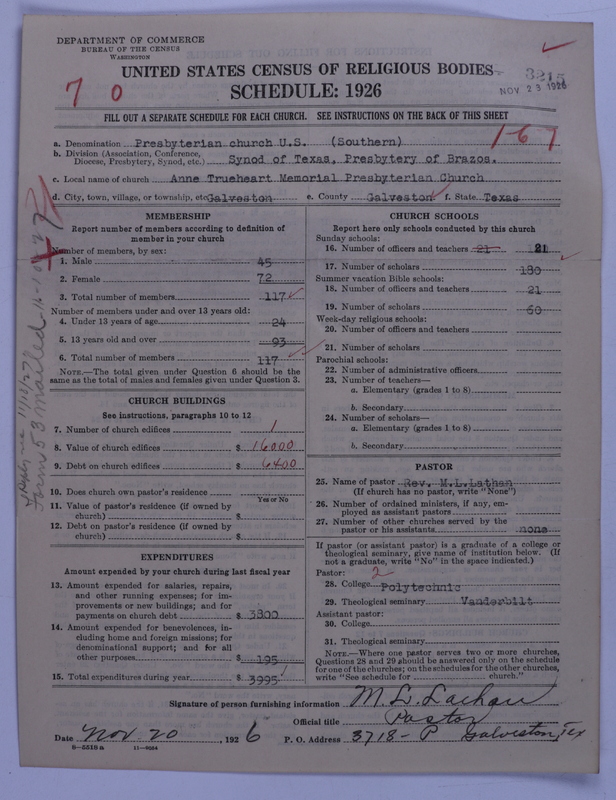 DEPARTMENT OF COMMERCE
BUREAU OF THE CENSUS
WASHINGTON
UNITED STATES CENSUS OF RELIGIOUS BODIES
3215
NOV 23 1926
7 0
SCHEDULE: 1926
FILL OUT A SEPARATE SCHEDULE FOR EACH CHURCH. SEE INSTRUCTIONS ON THE BACK OF THIS SHEET
167
a. Denomination Presbyterian church U.S. (Southern)
b. Division (Association, Conference, Diocese, Presbytery, Synod, etc.) Synod of Texas, Presbytery of Brazos.
c. Local name of church Anne Trueheart Memorial Presbyterian Church
d. City, town, village, or township, etc. Galveston e. County Galveston f. State Texas
MEMBERSHIP
Report number of members according to definition of
member in your church
Number of members, by sex:
1. Male 45
2. Female 72
3. Total number of members 117
Number of members under and over 13 years old:
4. Under 13 years of age 24
5. 13 years old and over 93
6. Total number of members 117
NOTE.—The total given under Question 6 should be the
same as the total of males and females given under Question 3.
CHURCH BUILDINGS
See instructions, paragraphs 10 to 12
7. Number of church edifices 1
8. Value of church edifices $ 16000
9. Debt on church edifices $ 6400
10. Does church own pastor's residence
Yes or No
11. Value of pastor's residence (if owned by
church) $
12. Debt on pastor's residence (if owned by
church) $
EXPENDITURES
Amount expended by your church during last fiscal year
13. Amount expended for salaries, repairs,
and other running expenses; for im-
provements or new buildings; and for
payments on church debt $ 3800
14. Amount expended for benevolences, in-
cluding home and foreign missions; for
denominational support; and for all
other purposes $ 195
15. Total expenditures during year $ 3995
CHURCH SCHOOLS
Report here only schools conducted by this church
Sunday schools:
16. Number of officers and teachers 21 21
17. Number of scholars 130
Summer vacation Bible schools:
18. Number of officers and teachers 21
19. Number of scholars 60
Week-day religious schools:
20. Number of officers and teachers
21. Number of scholars
Parochial schools:
22. Number of administrative officers
23. Number of teachers—
a. Elementary (grades 1 to 8)
b. Secondary
24. Number of scholars—
a. Elementary (grades 1 to 8)
b. Secondary
PASTOR
25. Name of pastor Rev. M.L.Lathan
(If church has no pastor, write "None")
26. Number of ordained ministers, if any, em-
ployed as assistant pastors
27. Number of other churches served by the
pastor or his assistants none
If pastor (or assistant pastor) is a graduate of a college or
theological seminary, give name of institution below. (If
not a graduate, write "No" in the space indicated.)
Pastor: 2
28. College Polytechnic
29. Theological seminary Vanderbilt
Assistant pastor:
30. College
31. Theological seminary
NOTE.—Where one pastor serves two or more churches,
Questions 28 and 29 should be answered only on the schedule
for one of the churches; on the schedules for the other churches,
write "See schedule for church."
Signature of person furnishing information M. L. Lathan
Official title Pastor
Date Nov 20, 1926 P. O. Address 3718- P Galveston, Tex
8-5518 a 11-9084
Form 53 mailed